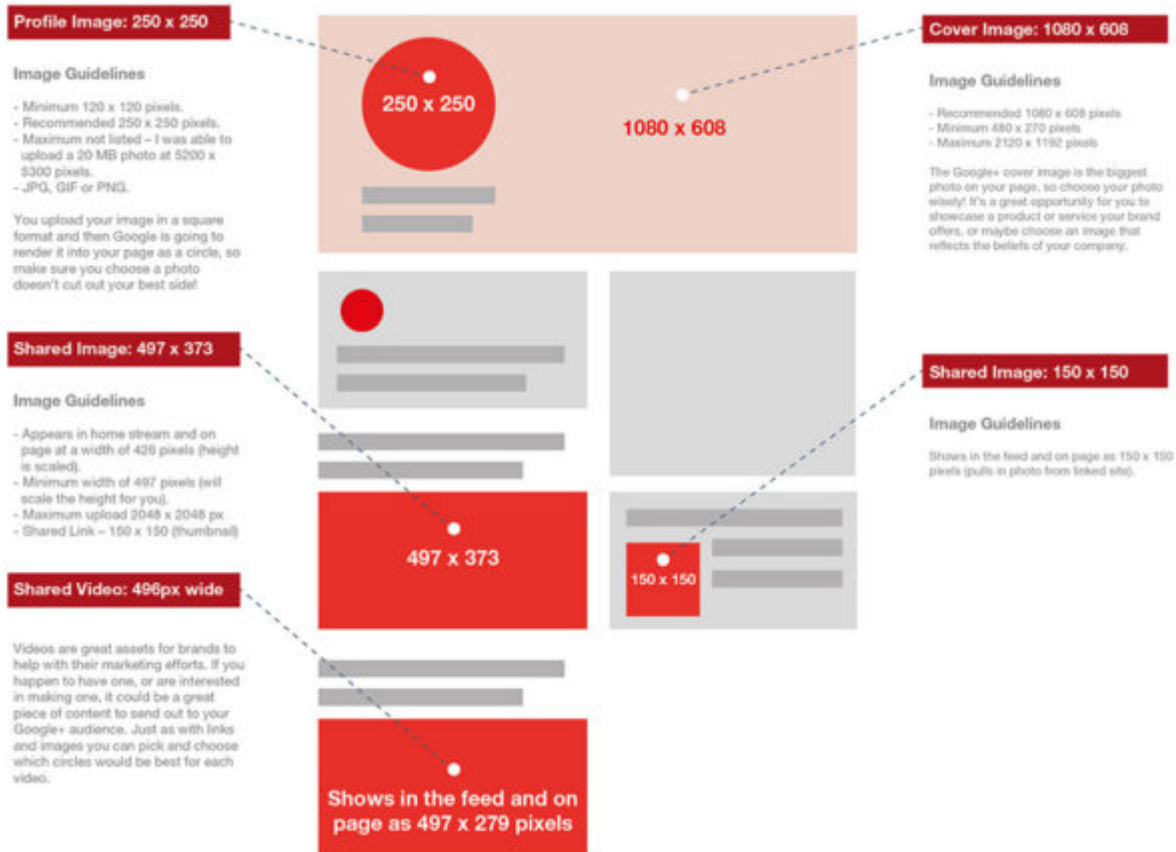 Profile Image: 250 x 250
Image Guidelines
- Minimum 120 x 120 pixels.
- Recommended 250 x 250 pixels.
- Maximum not listed – I was able to
upload a 20 MB photo at 5200 x
5300 pixels.
- JPG, GIF or PNG.
You upload your image in a square
format and then Google is going to
render it into your page as a circle, so
make sure you choose a photo
doesn't cut out your best side!
250 x 250
1080 x 608
Cover Image: 1080 x 608
Image Guidelines
- Recommended 1080 x 608 pixels
- Minimum 480 x 270 pixels
- Maximum 2120 x 1192 pixels
The Google+ cover image is the biggest
photo on your page, so choose your photo
wisely! It's a great opportunity for you to
showcase a product or service your brand
offers, or maybe choose an image that
reflects the beliefs of your company.
Shared Image: 497 x 373
Image Guidelines
- Appears in home stream and on
page at a width of 426 pixels (height
is scaled).
- Minimum width of 497 pixels (will
scale the height for you).
- Maximum upload 2048 x 2048 px
- Shared Link – 150 x 150 (thumbnail)
497 x 373
Shared Image: 150 x 150
Image Guidelines
Shows in the feed and on page as 150 x 150
pixels (pulls in photo from linked site).
150 x 150
Shared Video: 496px wide
Videos are great assets for brands to
help with their marketing efforts. If you
happen to have one, or are interested
in making one, it could be a great
piece of content to send out to your
Google+ audience. Just as with links
and images you can pick and choose
which circles would be best for each
video.
Shows in the feed and on
page as 497 x 279 pixels